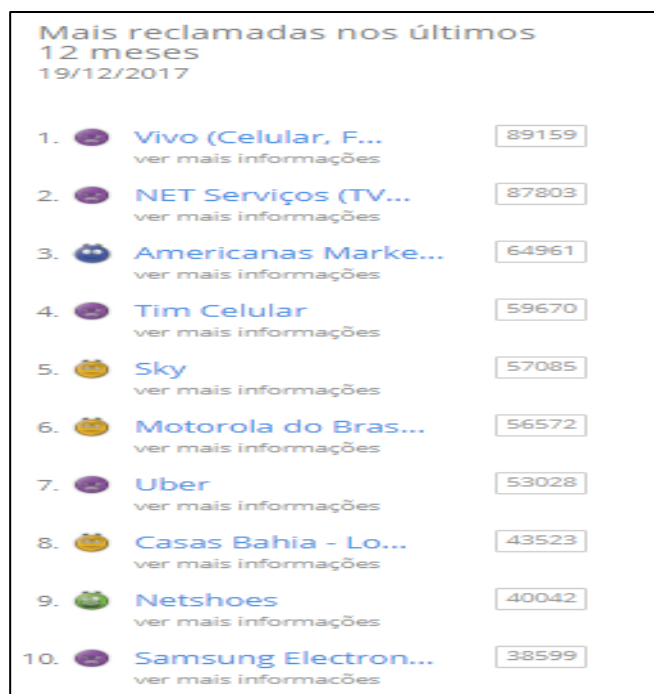 Mais reclamadas nos últimos
12 meses
19/12/2017
1. Vivo (Celular, F... 89159
ver mais informações
2. NET Serviços (TV... 87803
ver mais informações
3. Americanas Marke... 64961
ver mais informações
4. Tim Celular 59670
ver mais informações
5. Sky 57085
ver mais informações
6. Motorola do Bras... 56572
ver mais informações
7. Uber 53028
ver mais informações
8. Casas Bahia - Lo... 43523
ver mais informações
9. Netshoes 40042
ver mais informações
10. Samsung Electron... 38599
ver mais informações